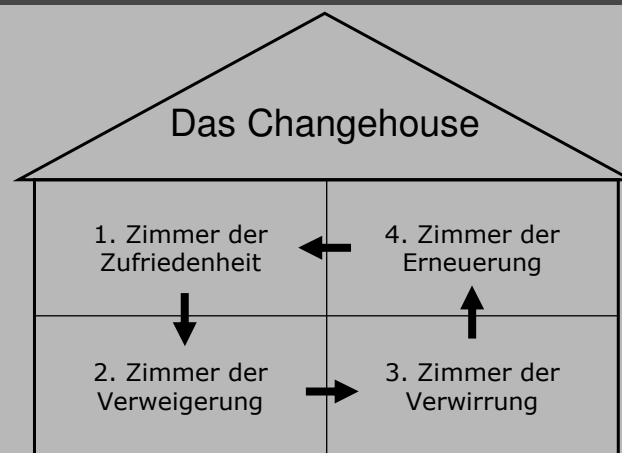 Das Changehouse
1. Zimmer der
Zufriedenheit
4. Zimmer der
Erneuerung
2. Zimmer der
Verweigerung
3. Zimmer der
Verwirrung